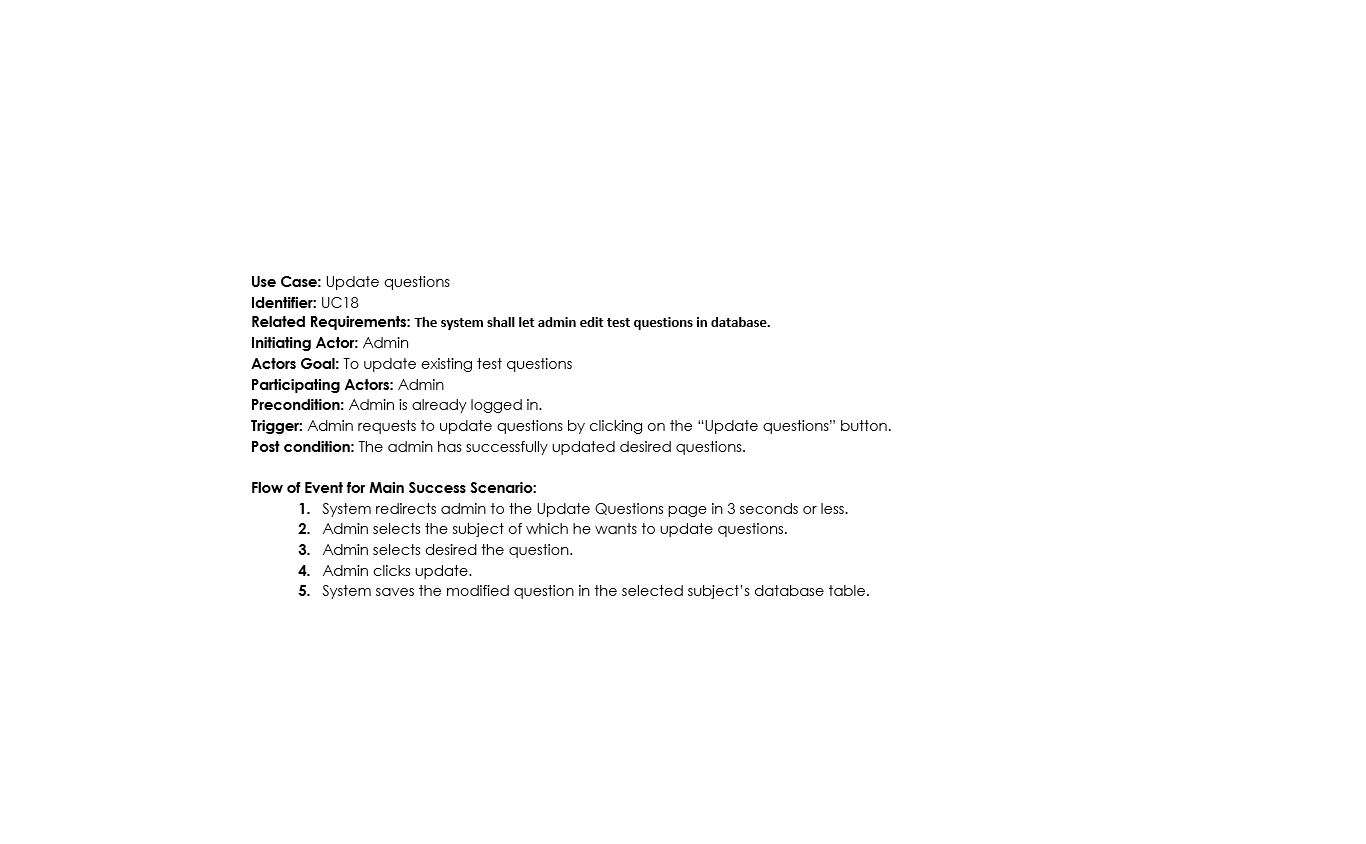 Use Case: Update questions
Identifier: UC18
Related Requirements: The system shall let admin edit test questions in database.
Initiating Actor: Admin
Actors Goal: To update existing test questions
Participating Actors: Admin
Precondition: Admin is already logged in.
Trigger: Admin requests to update questions by clicking on the “Update questions” button.
Post condition: The admin has successfully updated desired questions.
Flow of Event for Main Success Scenario:
1. System redirects admin to the Update Questions page in 3 seconds or less.
2. Admin selects the subject of which he wants to update questions.
3. Admin selects desired the question.
4. Admin clicks update.
5. System saves the modified question in the selected subject’s database table.